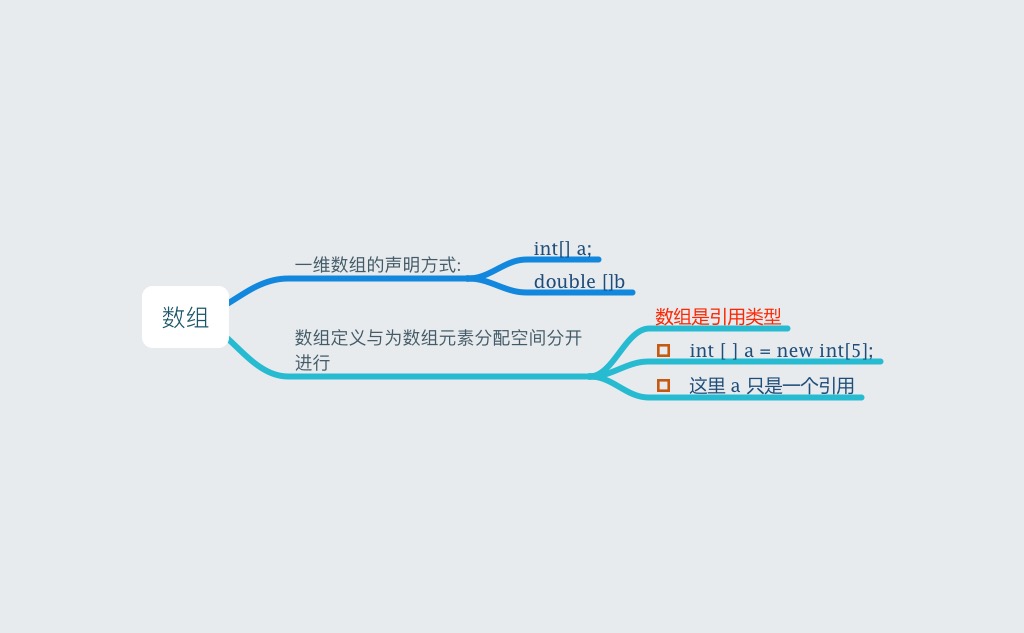 数组
一维数组的声明方式:
int[] a;
double []b
数组定义与为数组元素分配空间分开
进行
数组是引用类型
int [ ] a = new int[5];
这里 a 只是一个引用